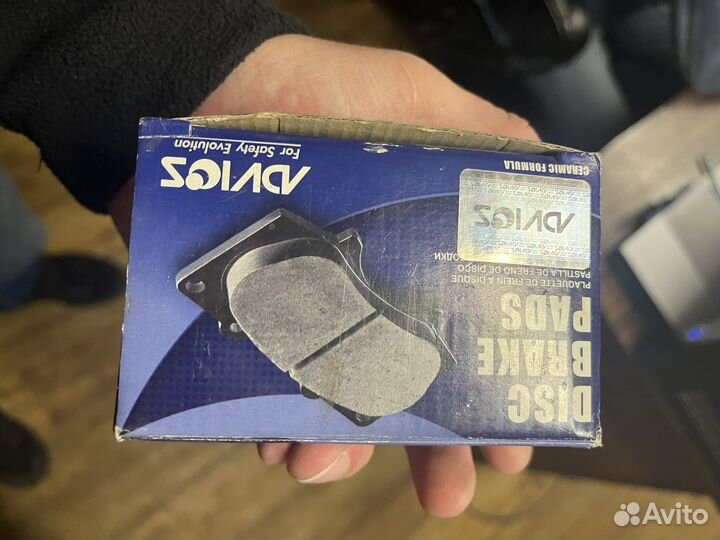 ADVICS
For Safety Evolution
CERAMIC FORMULA
ADVICS
DISC
BRAKE
PADS
PLAQUETTE DE FREIN A DISQUE
PASTILLA DE FRENO DE DISCO
Avito